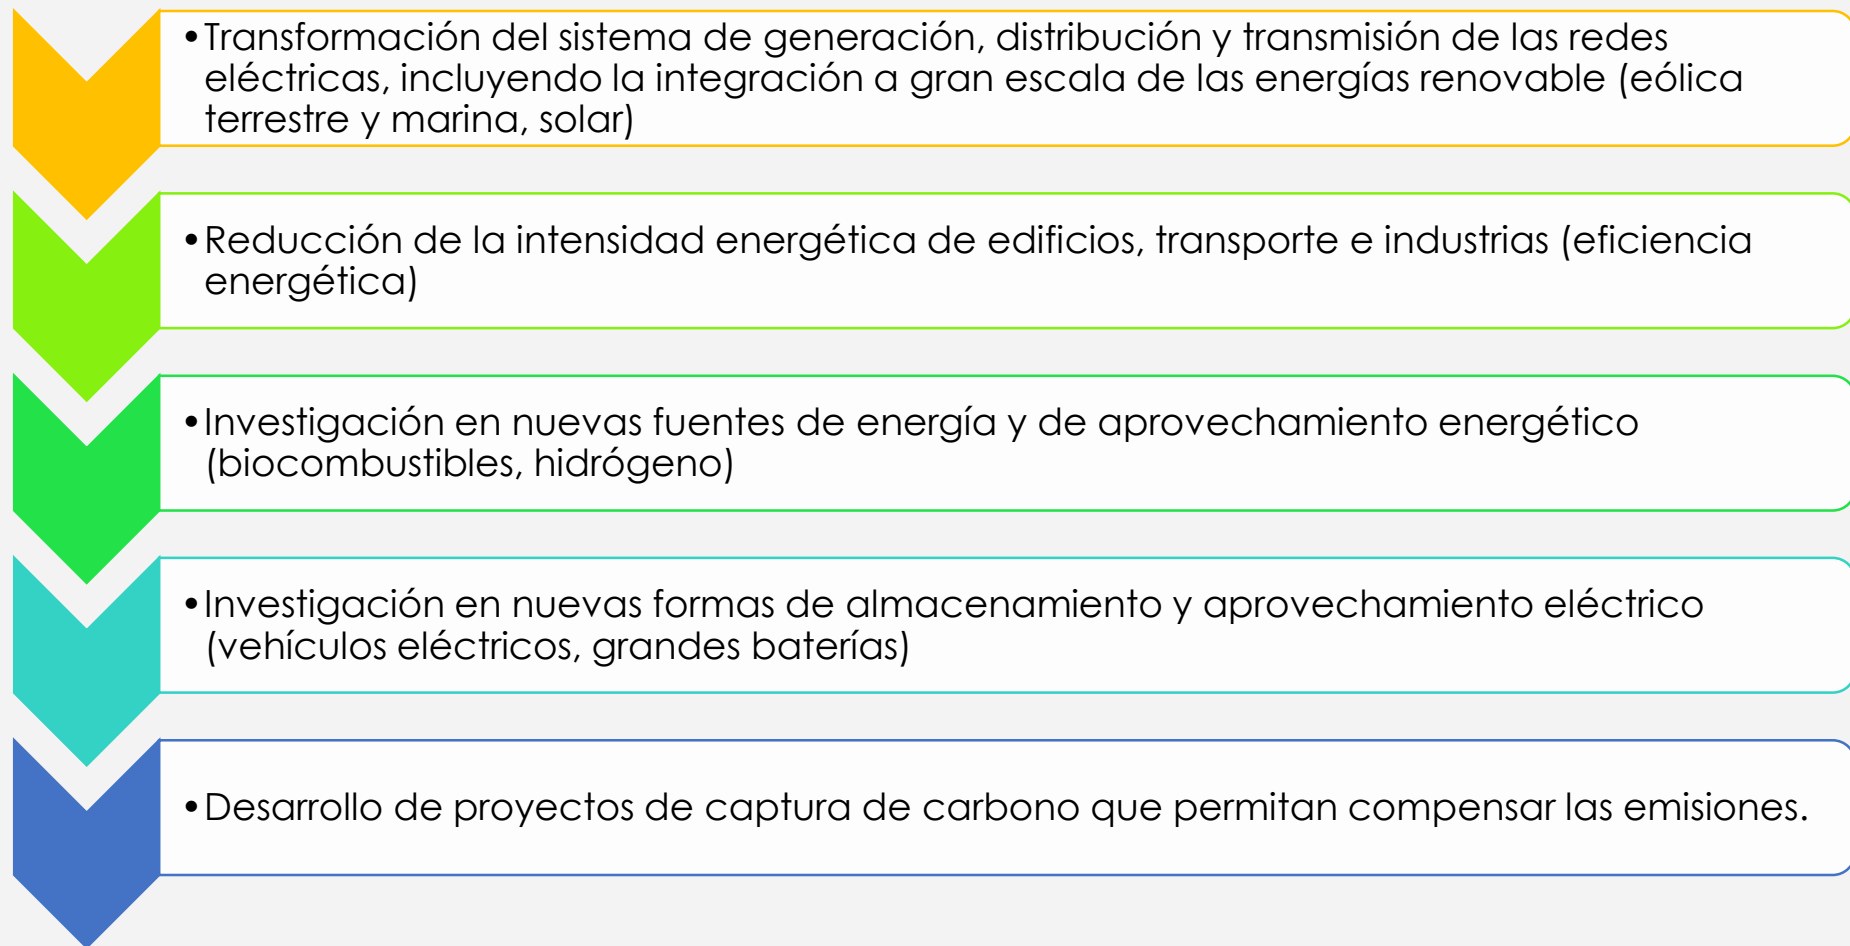 •Transformación del sistema de generación, distribución y transmisión de las redes
eléctricas, incluyendo la integración a gran escala de las energías renovable (eólica
terrestre y marina, solar)
•Reducción de la intensidad energética de edificios, transporte e industrias (eficiencia
energética)
•Investigación en nuevas fuentes de energía y de aprovechamiento energético
(biocombustibles, hidrógeno)
•Investigación en nuevas formas de almacenamiento y aprovechamiento eléctrico
(vehículos eléctricos, grandes baterías)
•Desarrollo de proyectos de captura de carbono que permitan compensar las emisiones.